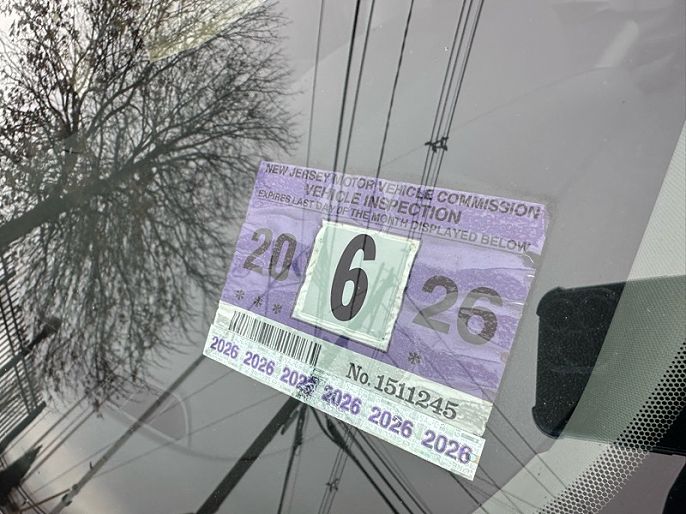 NEW JERSEY MOTOR VEHICLE COMMISSION
VEHICLE INSPECTION
EXPIRES LAST DAY OF THE MONTH DISPLAYED BELOW
20 6 26
* * * *
No. 1511245
2026 2026 2026 2026 2026 2026